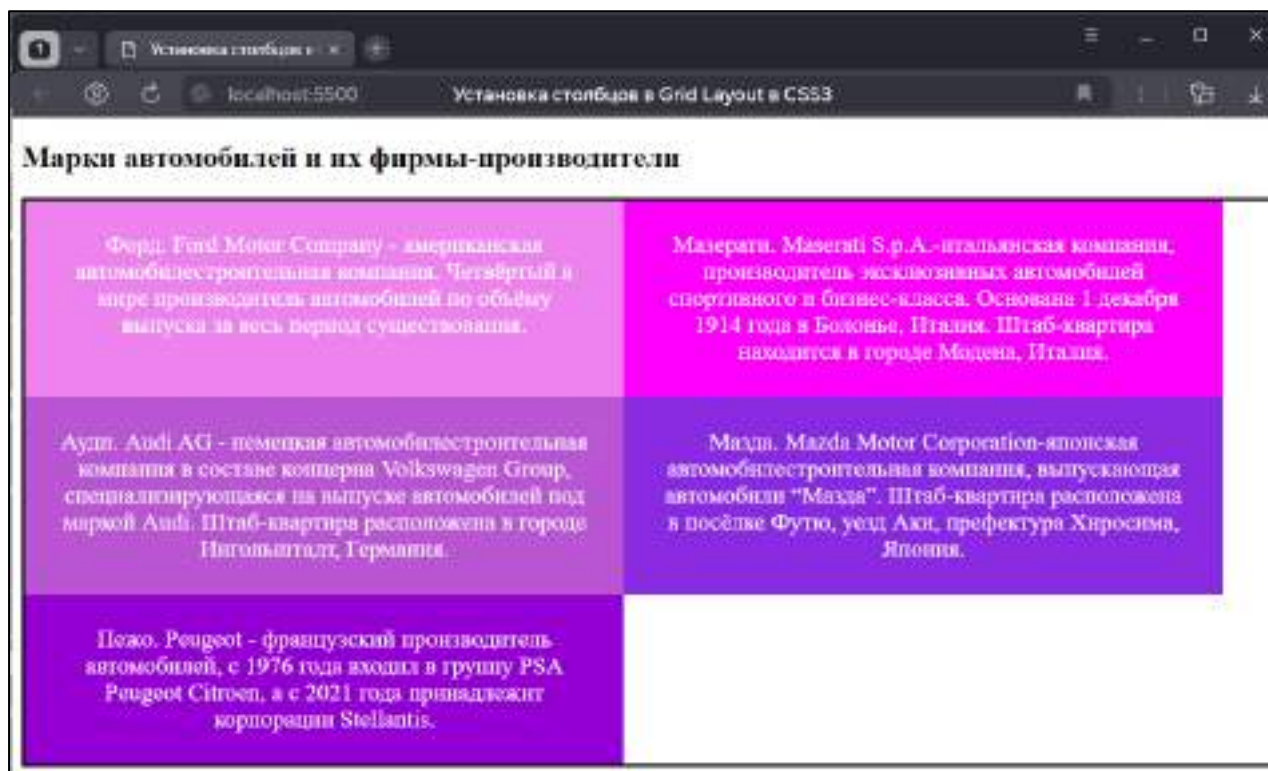 1
Установка столбцов в
localhost:5500 Установка столбцов в Grid Layout в CSS3
Марки автомобилей и их фирмы-производители
Форд. Ford Motor Company - американская
автомобилестроительная компания. Четвёртый в
мире производитель автомобилей по объёму
выпуска за весь период существования.
Мазерати. Maserati S.p.A.-итальянская компания,
производитель эксклюзивных автомобилей
спортивного и бизнес-класса. Основана 1 декабря
1914 года в Болонье, Италия. Штаб-квартира
находится в городе Модена, Италия.
Ауди. Audi AG - немецкая автомобилестроительная
компания в составе концерна Volkswagen Group,
специализирующаяся на выпуске автомобилей под
маркой Audi. Штаб-квартира расположена в городе
Ингольштадт, Германия.
Мазда. Mazda Motor Corporation-японская
автомобилестроительная компания, выпускающая
автомобили “Мазда”. Штаб-квартира расположена
в посёлке Футю, уезд Аки, префектура Хиросима,
Япония.
Пежо. Peugeot - французский производитель
автомобилей, с 1976 года входил в группу PSA
Peugeot Citroen, а с 2021 года принадлежит
корпорации Stellantis.